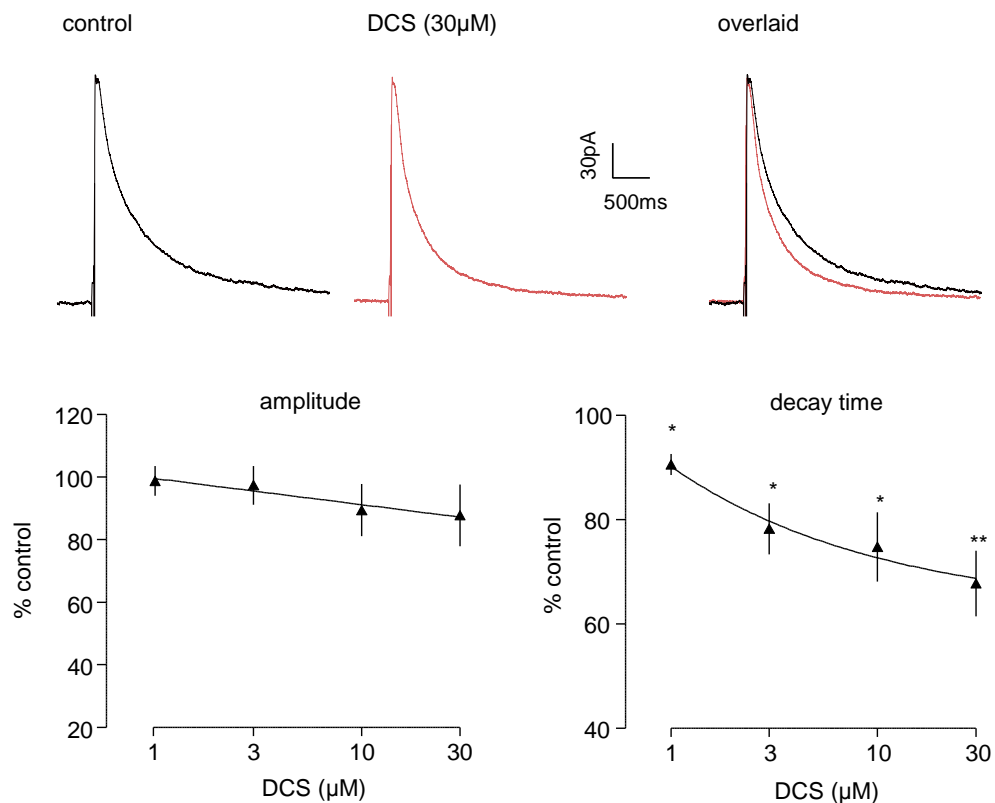 control
DCS (30µM)
overlaid
30pA
500ms
amplitude
120
100
80
60
40
20
% control
1
3
10
30
DCS (µM)
decay time
100
80
60
40
% control
*
*
*
**
1
3
10
30
DCS (µM)